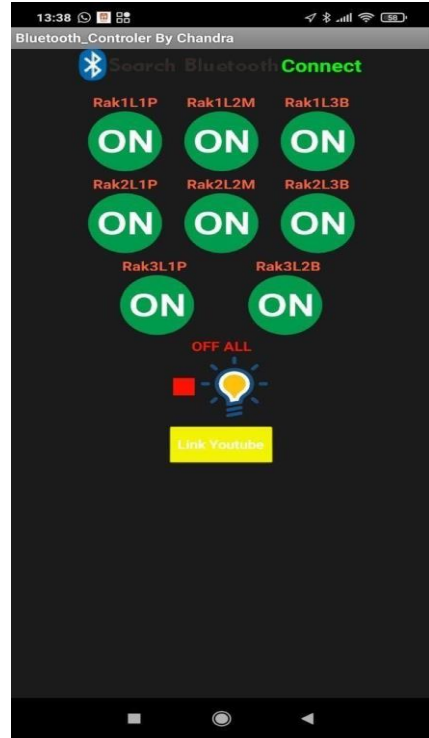 13:38 58
Bluetooth_Controler By Chandra
Search Bluetooth Connect
Rak1L1P Rak1L2M Rak1L3B
ON ON ON
Rak2L1P Rak2L2M Rak2L3B
ON ON ON
Rak3L1P Rak3L2B
ON ON
OFF ALL
Link Youtube